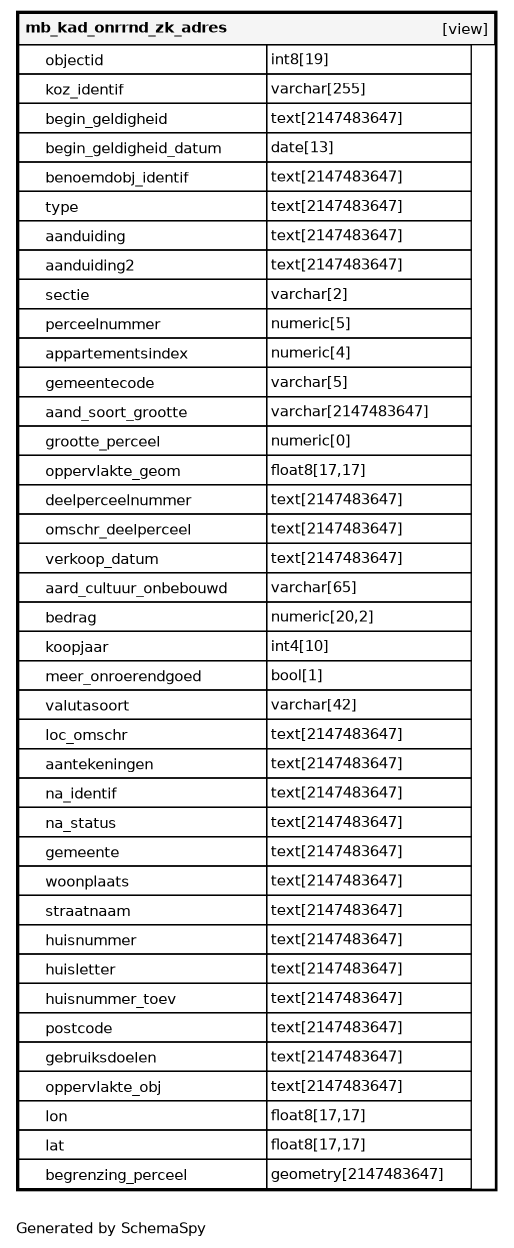 mb_kad_onrrnd_zk_adres [view]
objectid int8[19]
koz_identif varchar[255]
begin_geldigheid text[2147483647]
begin_geldigheid_datum date[13]
benoemdobj_identif text[2147483647]
type text[2147483647]
aanduiding text[2147483647]
aanduiding2 text[2147483647]
sectie varchar[2]
perceelnummer numeric[5]
appartementsindex numeric[4]
gemeentecode varchar[5]
aand_soort_grootte varchar[2147483647]
grootte_perceel numeric[0]
oppervlakte_geom float8[17,17]
deelperceelnummer text[2147483647]
omschr_deelperceel text[2147483647]
verkoop_datum text[2147483647]
aard_cultuur_onbebouwd varchar[65]
bedrag numeric[20,2]
koopjaar int4[10]
meer_onroerendgoed bool[1]
valutasoort varchar[42]
loc_omschr text[2147483647]
aantekeningen text[2147483647]
na_identif text[2147483647]
na_status text[2147483647]
gemeente text[2147483647]
woonplaats text[2147483647]
straatnaam text[2147483647]
huisnummer text[2147483647]
huisletter text[2147483647]
huisnummer_toev text[2147483647]
postcode text[2147483647]
gebruiksdoelen text[2147483647]
oppervlakte_obj text[2147483647]
lon float8[17,17]
lat float8[17,17]
begrenzing_perceel geometry[2147483647]
Generated by SchemaSpy